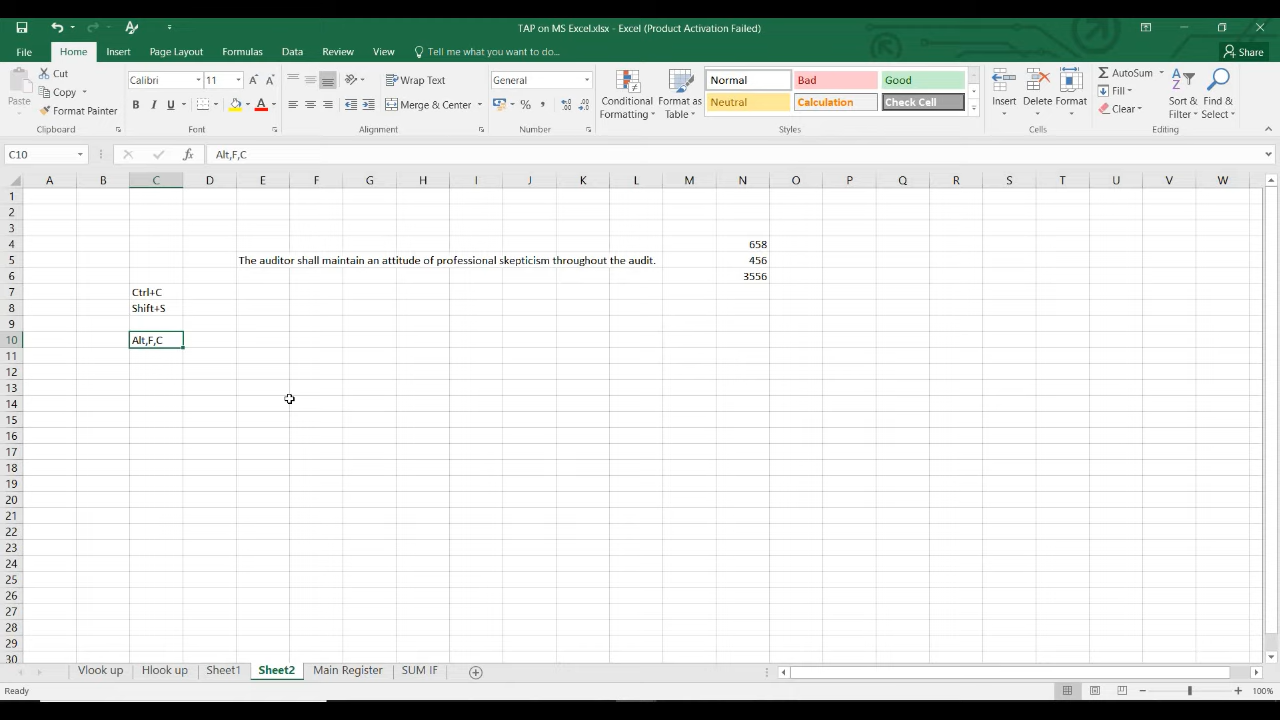 TAP on MS Excel.xlsx - Excel (Product Activation Failed)
File Home Insert Page Layout Formulas Data Review View Tell me what you want to do... Share
Paste
Cut
Copy
Format Painter
Clipboard
Calibri 11
B I U A
Font
Wrap Text
Merge & Center
Alignment
General
% ,
Number
Conditional Formatting
Format as Table
Normal Bad Good
Neutral Calculation Check Cell
Styles
Insert Delete Format
Cells
AutoSum
Fill
Clear
Sort & Filter
Find & Select
Editing
C10 fx Alt,F,C
A B C D E F G H I J K L M N O P Q R S T U V W
1
2
3
4 658
5 The auditor shall maintain an attitude of professional skepticism throughout the audit. 456
6 3556
7 Ctrl+C
8 Shift+S
9
10 Alt,F,C
11
12
13
14
15
16
17
18
19
20
21
22
23
24
25
26
27
28
29
30
Vlook up Hlook up Sheet1 Sheet2 Main Register SUM IF
Ready 100%